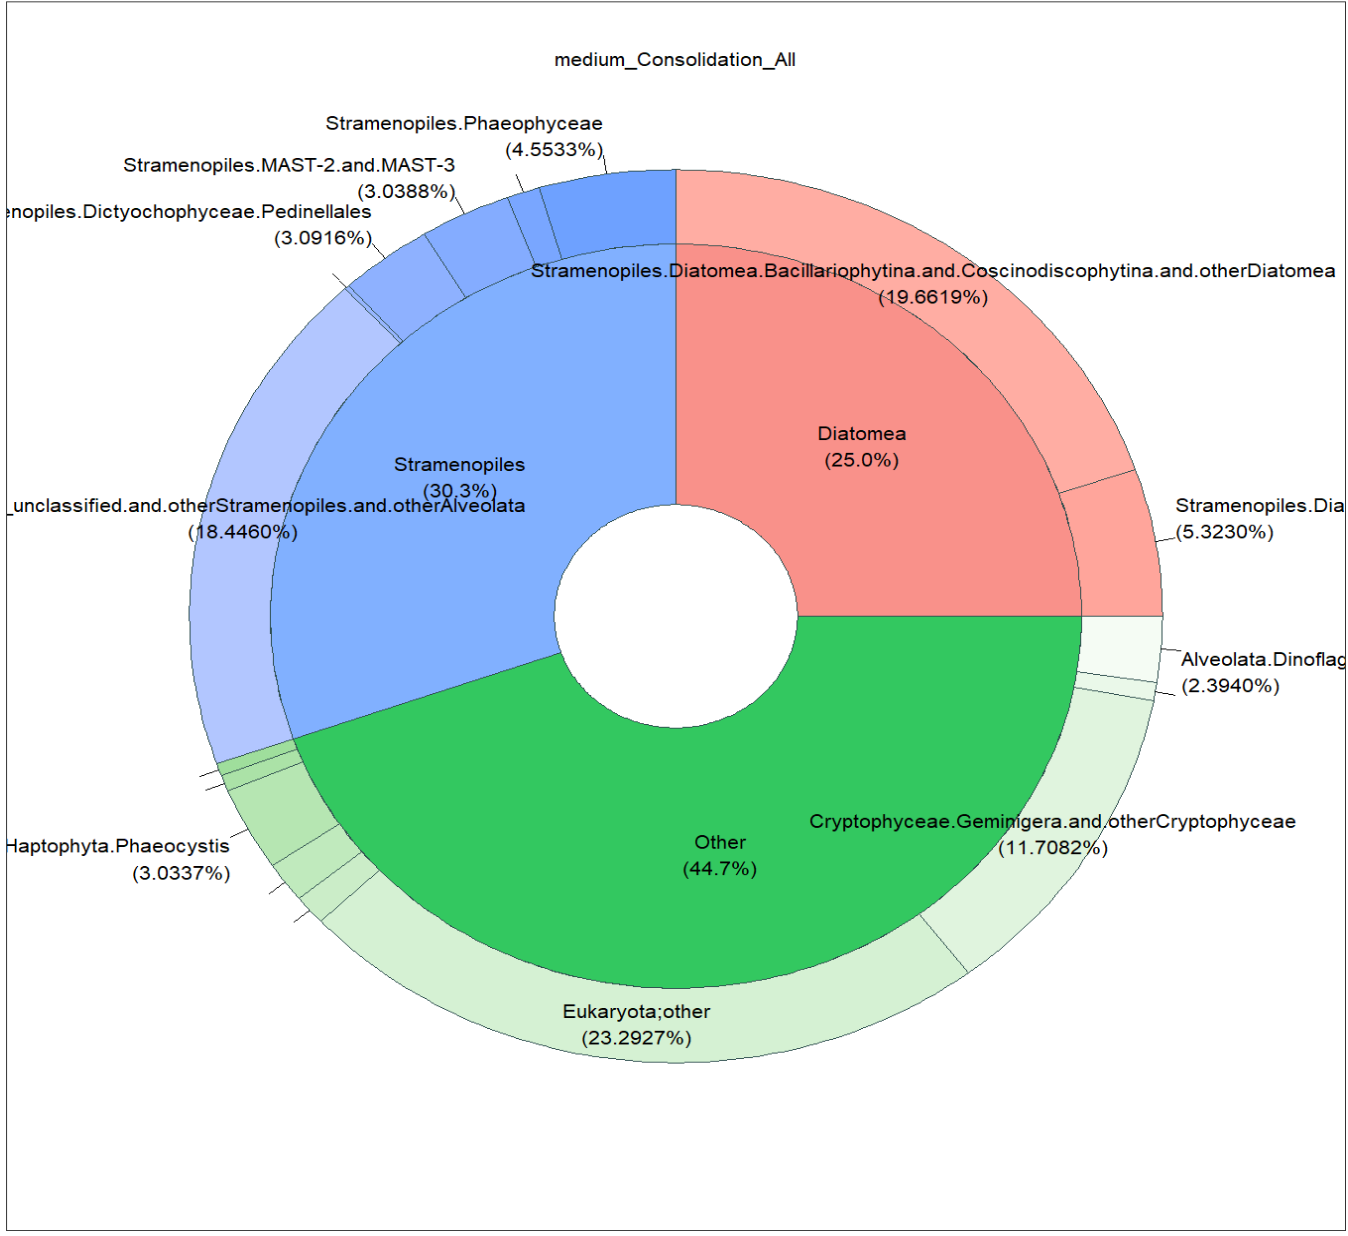 medium_Consolidation_All
Stramenopiles.Phaeophyceae
(4.5533%)
Stramenopiles.MAST-2.and.MAST-3
(3.0388%)
enopiles.Dictyochophyceae.Pedinellales
(3.0916%)
Stramenopiles.Diatomea.Bacillariophytina.and.Coscinodiscophytina.and.otherDiatomea
(19.6619%)
Diatomea
(25.0%)
Stramenopiles
(30.3%)
_unclassified.and.otherStramenopiles.and.otherAlveolata
(18.4460%)
Stramenopiles.Dia
(5.3230%)
Alveolata.Dinoflag
(2.3940%)
Cryptophyceae.Geminigera.and.otherCryptophyceae
(11.7082%)
Other
(44.7%)
Haptophyta.Phaeocystis
(3.0337%)
Eukaryota;other
(23.2927%)